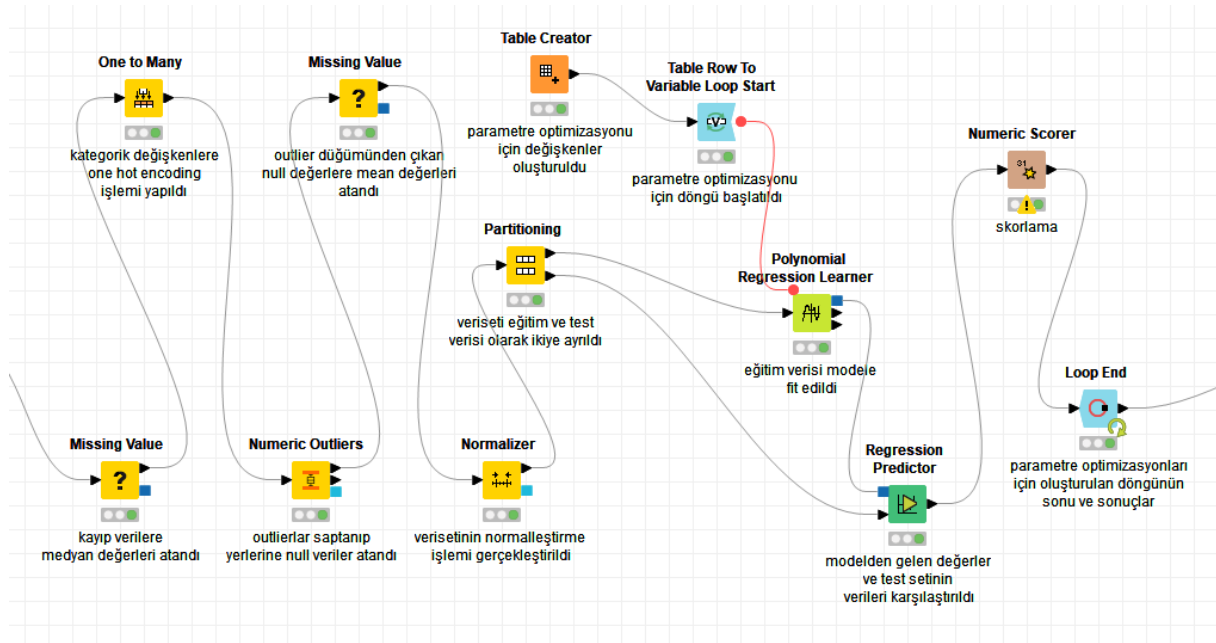 One to Many
kategorik değişkenlere
one hot encoding
işlemi yapıldı
Missing Value
?
outlier düğümünden çıkan
null değerlere mean değerleri
atandı
Table Creator
parametre optimizasyonu
için değişkenler
oluşturuldu
Table Row To
Variable Loop Start
V
parametre optimizasyonu
için döngü başlatıldı
Numeric Scorer
31
skorlama
Partitioning
veriseti eğitim ve test
verisi olarak ikiye ayrıldı
Polynomial
Regression Learner
eğitim verisi modele
fit edildi
Loop End
parametre optimizasyonları
için oluşturulan döngünün
sonu ve sonuçlar
Missing Value
?
kayıp verilere
medyan değerleri atandı
Numeric Outliers
outlierlar saptanıp
yerlerine null veriler atandı
Normalizer
verisetinin normalleştirme
işlemi gerçekleştirildi
Regression
Predictor
modelden gelen değerler
ve test setinin
verileri karşılaştırıldı